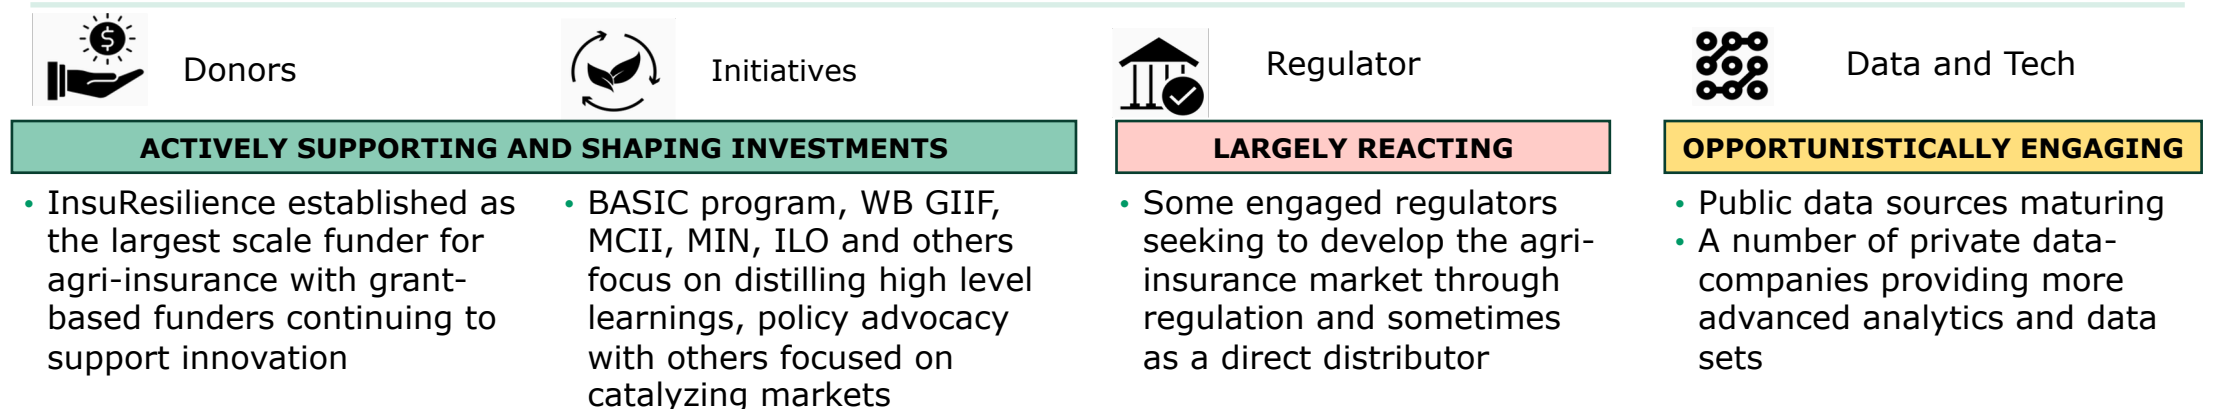 Donors
Initiatives
Regulator
Data and Tech
ACTIVELY SUPPORTING AND SHAPING INVESTMENTS
LARGELY REACTING
OPPORTUNISTICALLY ENGAGING
• InsuResilience established as
the largest scale funder for
agri-insurance with grant-
based funders continuing to
support innovation
• BASIC program, WB GIIF,
MCII, MIN, ILO and others
focus on distilling high level
learnings, policy advocacy
with others focused on
catalyzing markets
• Some engaged regulators
seeking to develop the agri-
insurance market through
regulation and sometimes
as a direct distributor
• Public data sources maturing
• A number of private data-
companies providing more
advanced analytics and data
sets